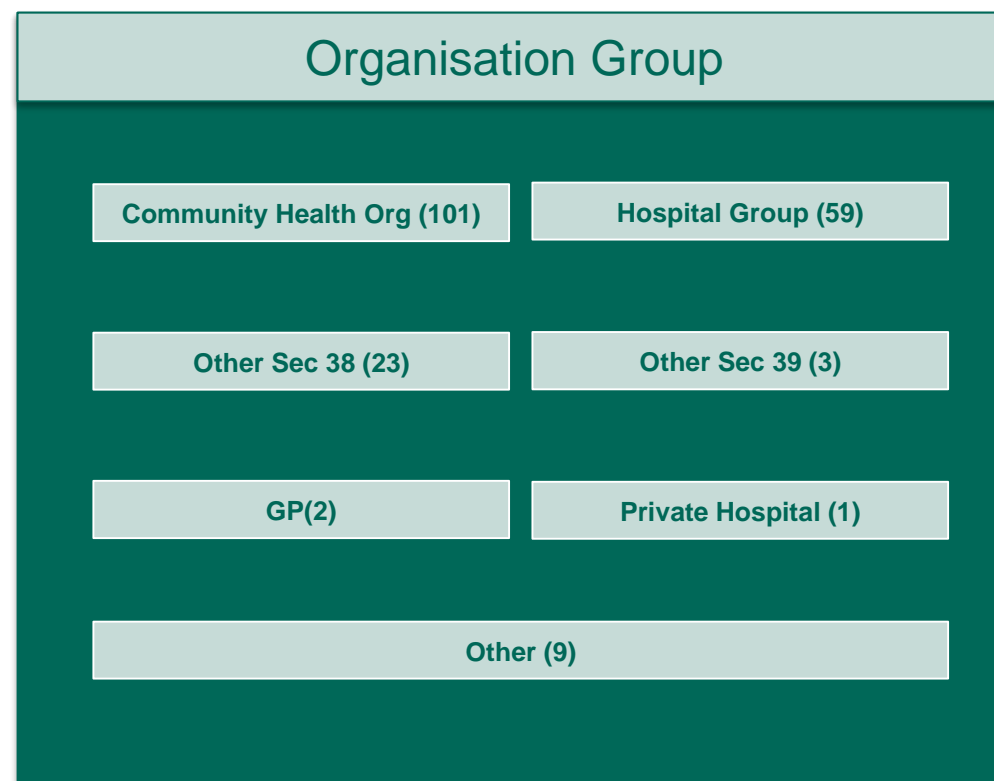 Organisation Group
Community Health Org (101)
Hospital Group (59)
Other Sec 38 (23)
Other Sec 39 (3)
GP(2)
Private Hospital (1)
Other (9)